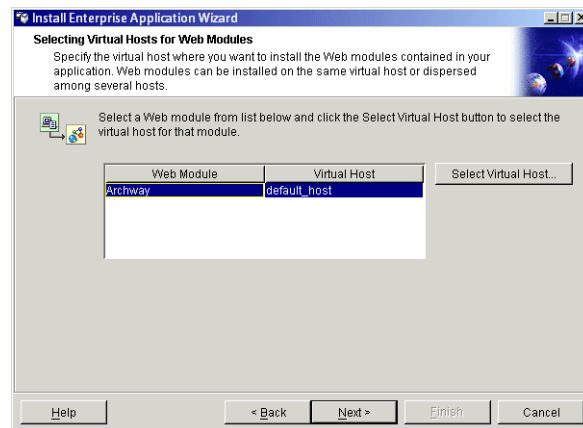 Install Enterprise Application Wizard
Selecting Virtual Hosts for Web Modules
Specify the virtual host where you want to install the Web modules contained in your
application. Web modules can be installed on the same virtual host or dispersed
among several hosts.
Select a Web module from list below and click the Select Virtual Host button to select the
virtual host for that module.
Web Module Virtual Host Select Virtual Host...
Archway default_host
Help < Back Next > Finish Cancel